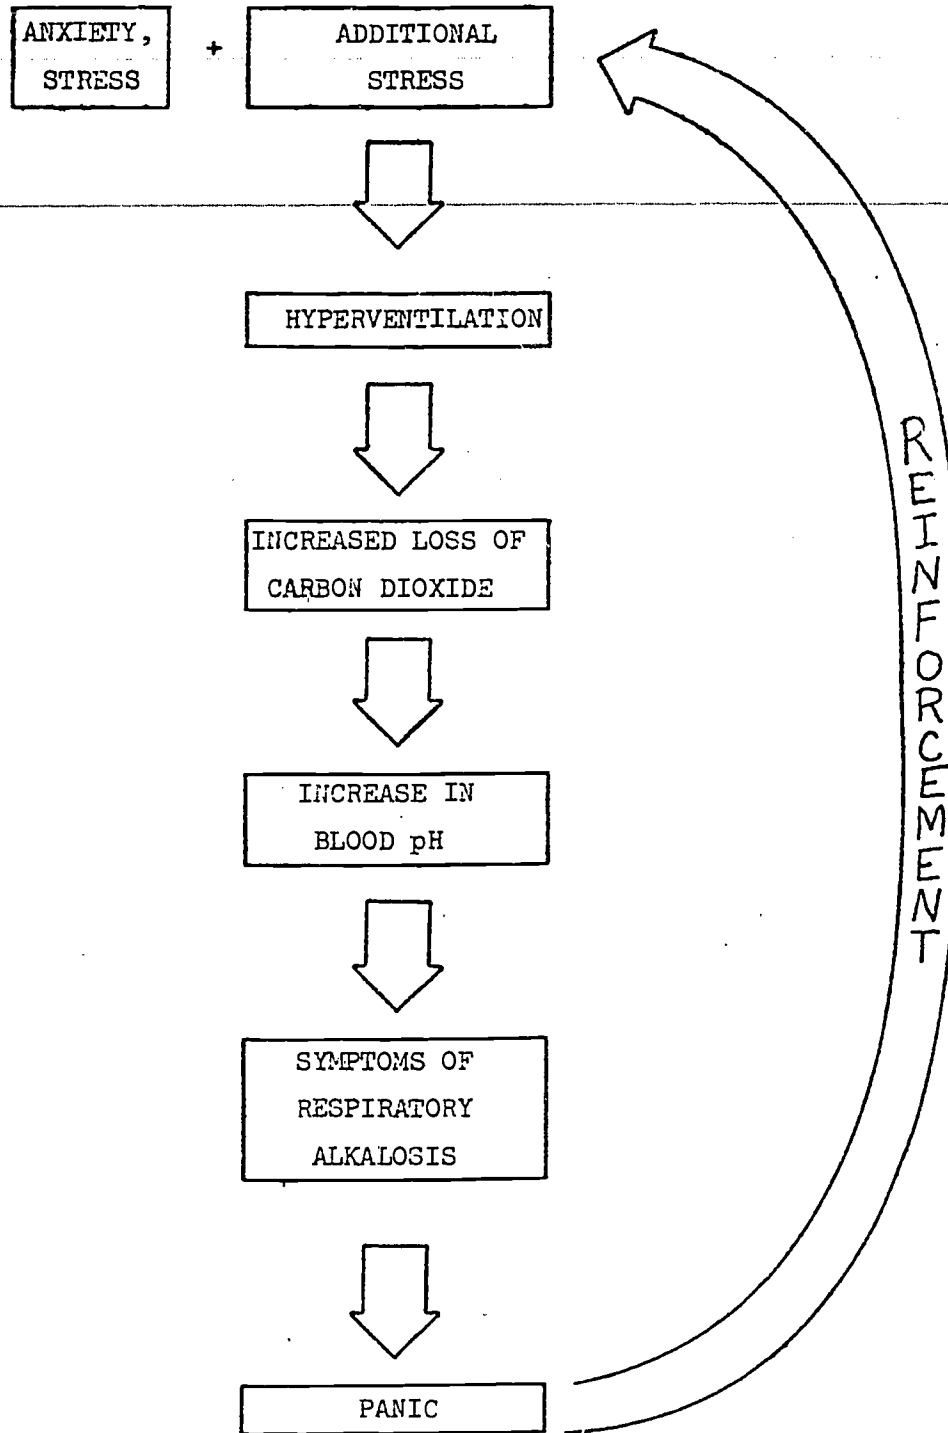 ANXIETY,
STRESS
+
ADDITIONAL
STRESS
HYPERVENTILATION
INCREASED LOSS OF
CARBON DIOXIDE
INCREASE IN
BLOOD pH
SYMPTOMS OF
RESPIRATORY
ALKALOSIS
PANIC
REINFORCEMENT